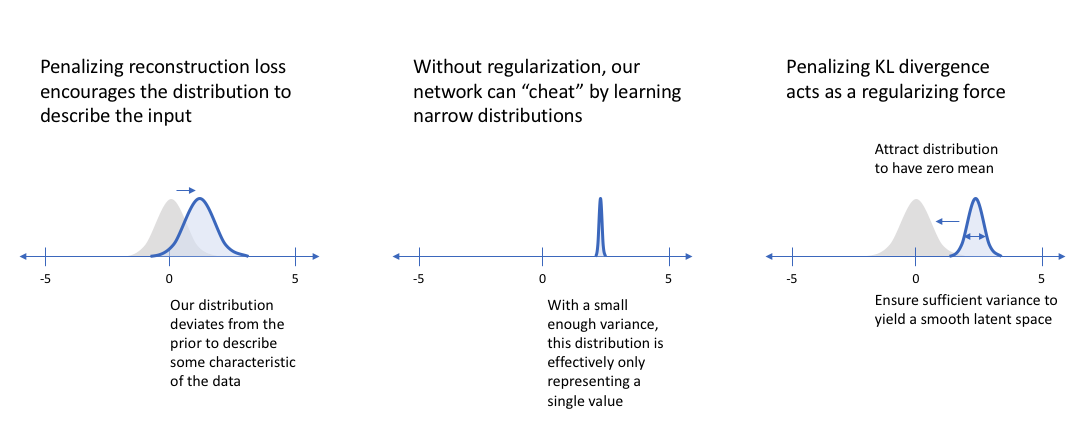 Penalizing reconstruction loss
encourages the distribution to
describe the input
-5
0
5
Our distribution
deviates from the
prior to describe
some characteristic
of the data
Without regularization, our
network can “cheat” by learning
narrow distributions
-5
0
5
With a small
enough variance,
this distribution is
effectively only
representing a
single value
Penalizing KL divergence
acts as a regularizing force
Attract distribution
to have zero mean
-5
0
5
Ensure sufficient variance to
yield a smooth latent space